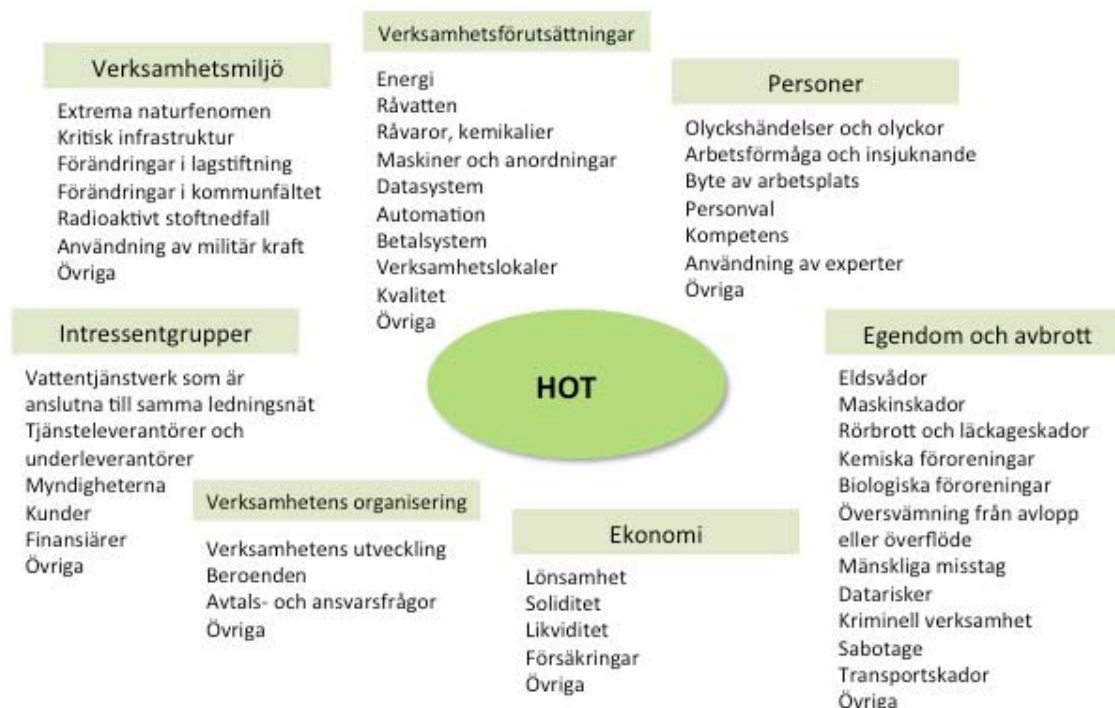 Verksamhetsmiljö
Extrema naturfenomen
Kritisk infrastruktur
Förändringar i lagstiftning
Förändringar i kommunfältet
Radioaktivt stoftnedfall
Användning av militär kraft
Övriga
Verksamhetsförutsättningar
Energi
Råvatten
Råvaror, kemikalier
Maskiner och anordningar
Datasystem
Automation
Betalsystem
Verksamhetslokaler
Kvalitet
Övriga
Personer
Olyckshändelser och olyckor
Arbetsförmåga och insjuknande
Byte av arbetsplats
Personval
Kompetens
Användning av experter
Övriga
Intressentgrupper
Vattentjänstverk som är
anslutna till samma ledningsnät
Tjänsteleverantörer och
underleverantörer
Myndigheterna
Kunder
Finansiärer
Övriga
HOT
Egendom och avbrott
Eldsvådor
Maskinskador
Rörbrott och läckageskador
Kemiska föroreningar
Biologiska föroreningar
Översvämning från avlopp
eller överflöde
Mänskliga misstag
Datarisker
Kriminell verksamhet
Sabotage
Transportskador
Övriga
Verksamhetens organisering
Verksamhetens utveckling
Beroenden
Avtals- och ansvarsfrågor
Övriga
Ekonomi
Lönsamhet
Soliditet
Likviditet
Försäkringar
Övriga